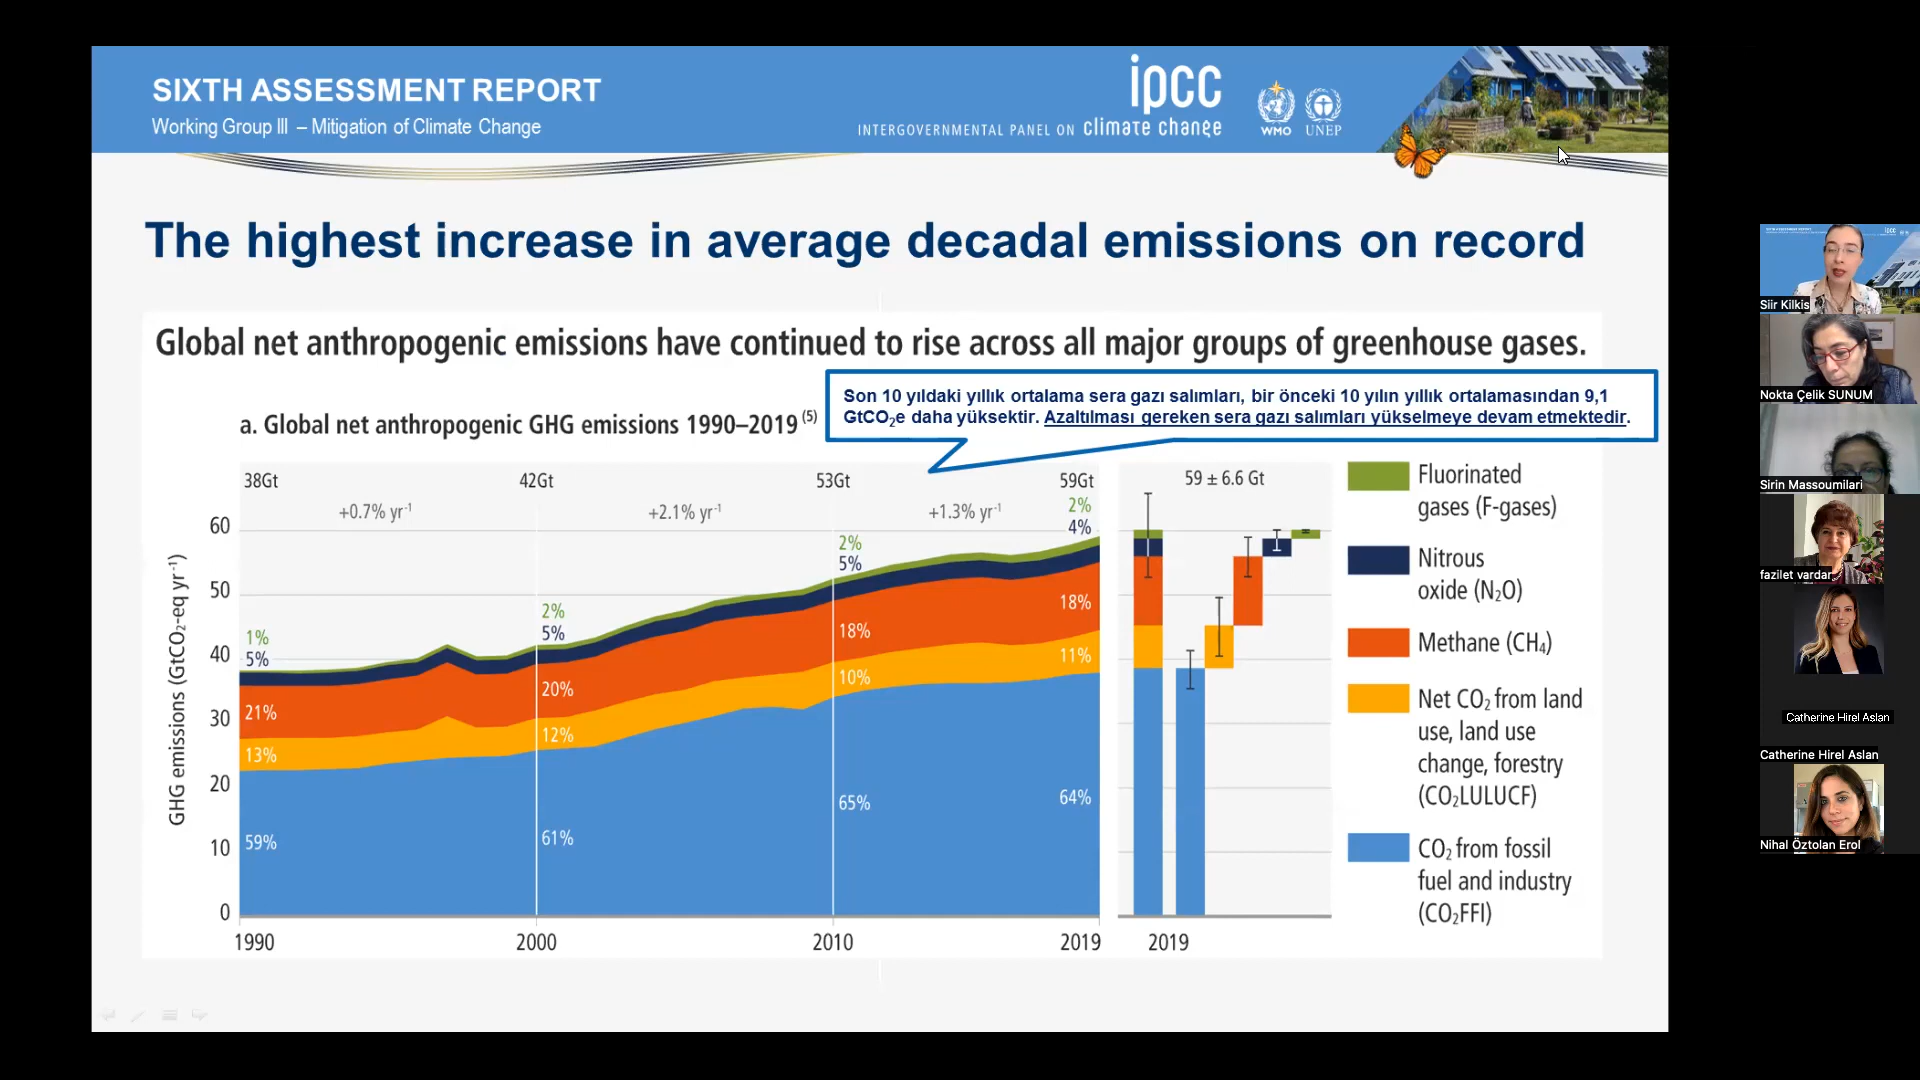 SIXTH ASSESSMENT REPORT
Working Group III – Mitigation of Climate Change
ipcc
INTERGOVERNMENTAL PANEL ON climate change
WMO
UNEP
The highest increase in average decadal emissions on record
Global net anthropogenic emissions have continued to rise across all major groups of greenhouse gases.
Son 10 yıldaki yıllık ortalama sera gazı salımları, bir önceki 10 yılın yıllık ortalamasından 9,1
GtCO₂e daha yüksektir. Azaltılması gereken sera gazı salımları yükselmeye devam etmektedir.
a. Global net anthropogenic GHG emissions 1990–2019 (5)
38Gt
42Gt
53Gt
59Gt
+0.7% yr⁻¹
+2.1% yr⁻¹
+1.3% yr⁻¹
GHG emissions (GtCO₂-eq yr⁻¹)
60
50
40
30
20
10
0
1%
5%
21%
13%
59%
2%
5%
20%
12%
61%
2%
5%
18%
10%
65%
2%
4%
18%
11%
64%
1990
2000
2010
2019
59 ± 6.6 Gt
2019
Fluorinated
gases (F-gases)
Nitrous
oxide (N₂O)
Methane (CH₄)
Net CO₂ from land
use, land use
change, forestry
(CO₂LULUCF)
CO₂ from fossil
fuel and industry
(CO₂FFI)
Siir Kilkis
Nokta Çelik SUNUM
Sirin Massoumilari
fazilet vardar
Catherine Hirel Aslan
Catherine Hirel Aslan
Nihal Öztolan Erol